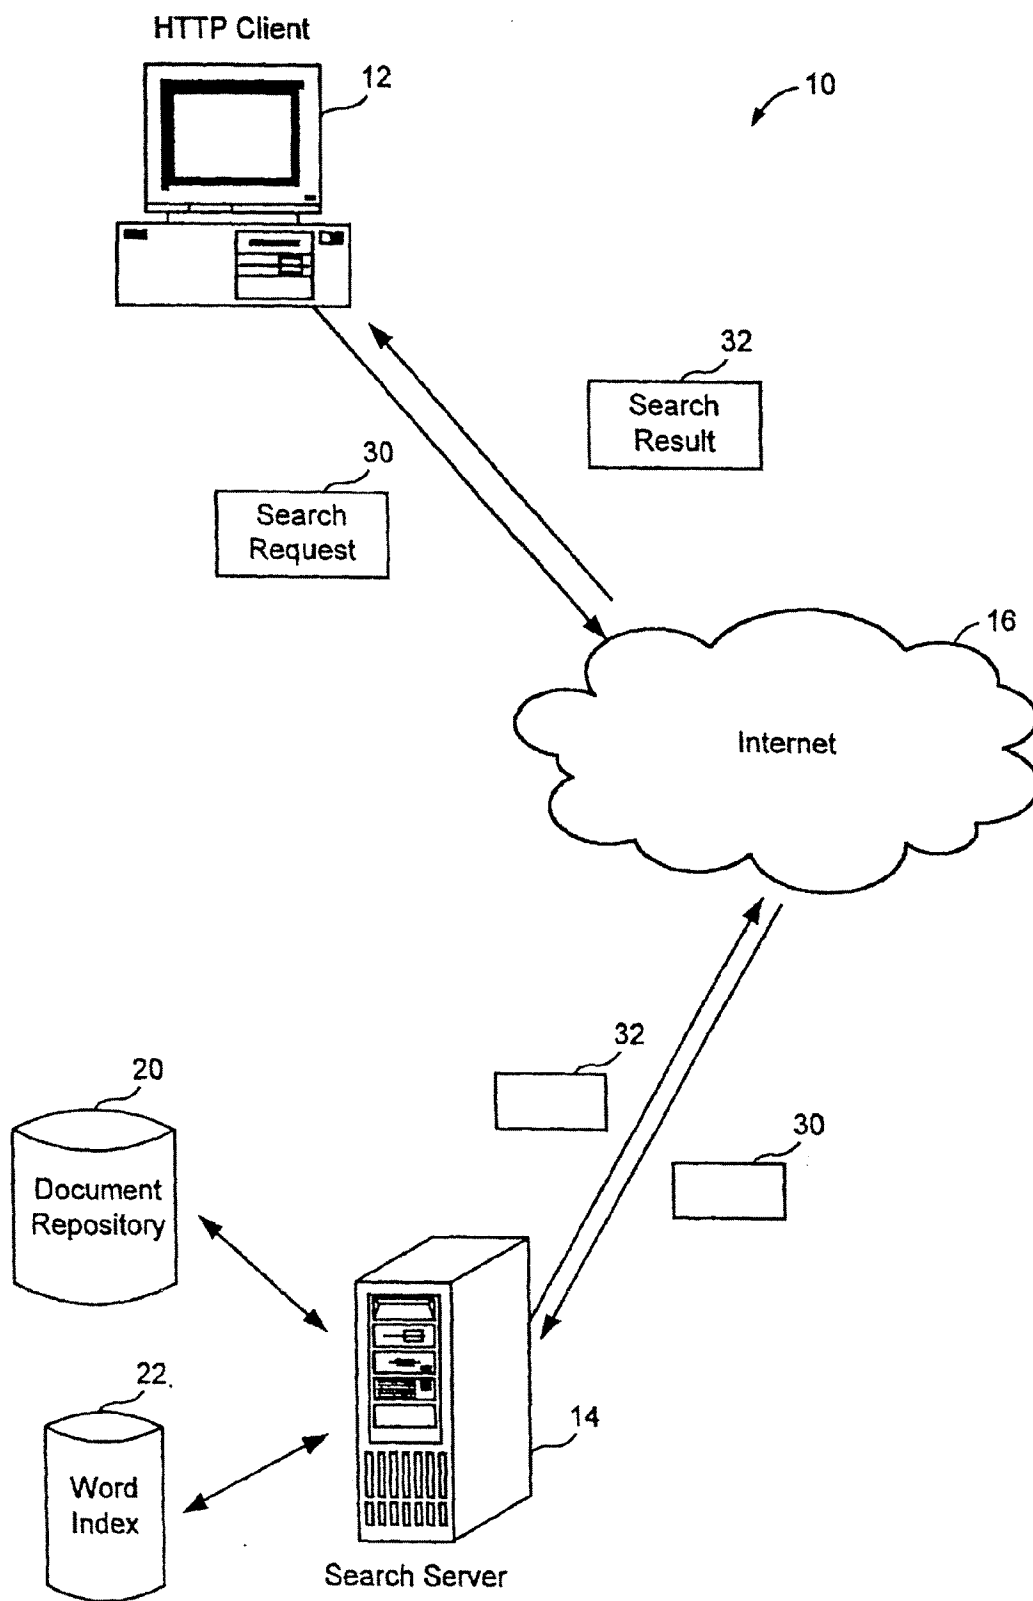 HTTP Client
12
10
32
Search
Result
30
Search
Request
16
Internet
32
30
20
Document
Repository
22
Word
Index
14
Search Server